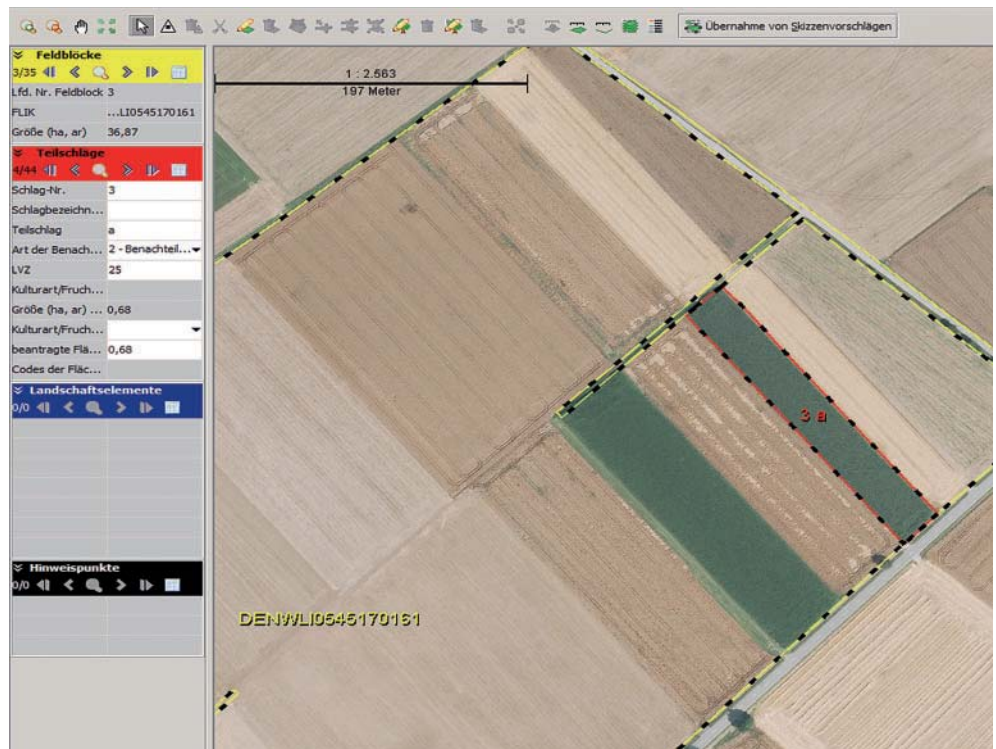 Übernahme von Skizzenvorschlägen
Feldblöcke
3/35
Lfd. Nr. Feldblock 3
FLIK ...LI0545170161
Größe (ha, ar) 36,87
Teilschläge
4/44
Schlag-Nr. 3
Schlagbezeichn...
Teilschlag a
Art der Benach... 2 - Benachteil...
LVZ 25
Kulturart/Fruch...
Größe (ha, ar) ... 0,68
Kulturart/Fruch...
beantragte Flä... 0,68
Codes der Fläc...
Landschaftselemente
0/0
Hinweispunkte
0/0
1 : 2.563
197 Meter
3 a
DENWLI0545170161